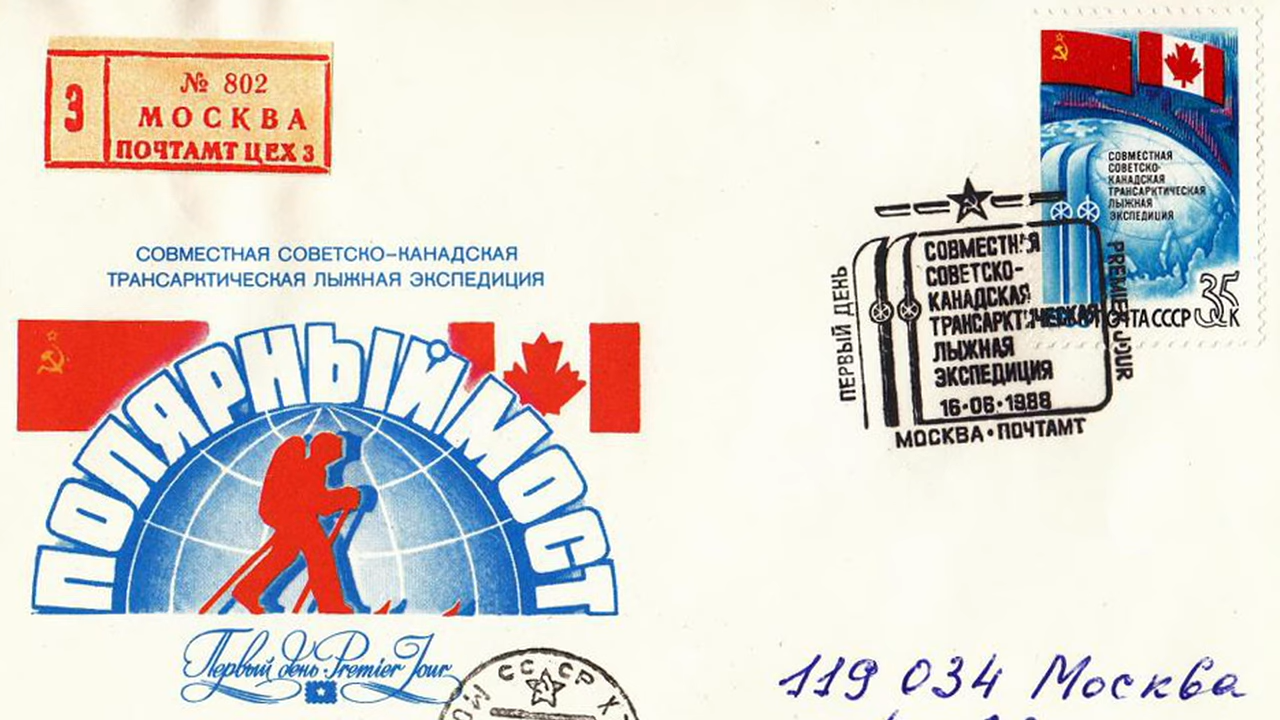 З
№ 802
МОСКВА
ПОЧТАМТ ЦЕХ 3
СОВМЕСТНАЯ СОВЕТСКО-КАНАДСКАЯ
ТРАНСАРКТИЧЕСКАЯ ЛЫЖНАЯ ЭКСПЕДИЦИЯ
ПОЛЯРНЫЙ МОСТ
Первый день · Premier Jour
СОВМЕСТНАЯ
СОВЕТСКО-
КАНАДСКАЯ
ТРАНСАРКТИЧЕСКАЯ
ЛЫЖНАЯ
ЭКСПЕДИЦИЯ
35 К
ПОЧТА СССР
ПЕРВЫЙ ДЕНЬ
СОВМЕСТНАЯ
СОВЕТСКО-
КАНАДСКАЯ
ТРАНСАРКТИЧЕСКАЯ
ЛЫЖНАЯ
ЭКСПЕДИЦИЯ
16·06·1988
PREMIER JOUR
МОСКВА·ПОЧТАМТ
СССР
119 034 Москва